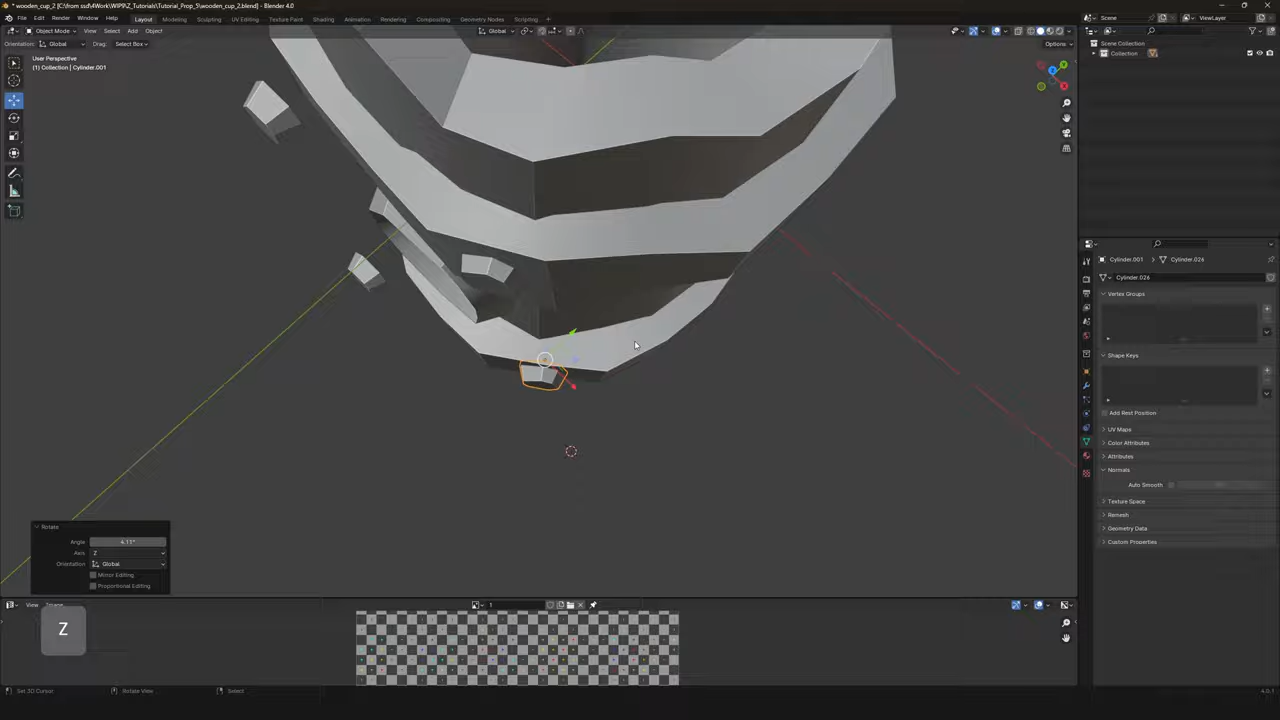 * wooden_cup_2 [C:\from ssd\4Work\WIP\Z_Tutorials\Tutorial_Prop_5\wooden_cup_2.blend] - Blender 4.0
File Edit Render Window Help Layout Modeling Sculpting UV Editing Texture Paint Shading Animation Rendering Compositing Geometry Nodes Scripting Scene ViewLayer
Object Mode View Select Add Object Global
Orientation: Global Drag: Select Box Options
Scene Collection
Collection
User Perspective
(1) Collection | Cylinder.001
Cylinder.001 Cylinder.026
Cylinder.026
Vertex Groups
Shape Keys
Add Rest Position
UV Maps
Color Attributes
Attributes
Normals
Auto Smooth
Texture Space
Remesh
Geometry Data
Custom Properties
Rotate
Angle 4.11°
Axis Z
Orientation Global
Mirror Editing
Proportional Editing
View Image 1
Z
Set 3D Cursor Rotate View Select 4.0.1